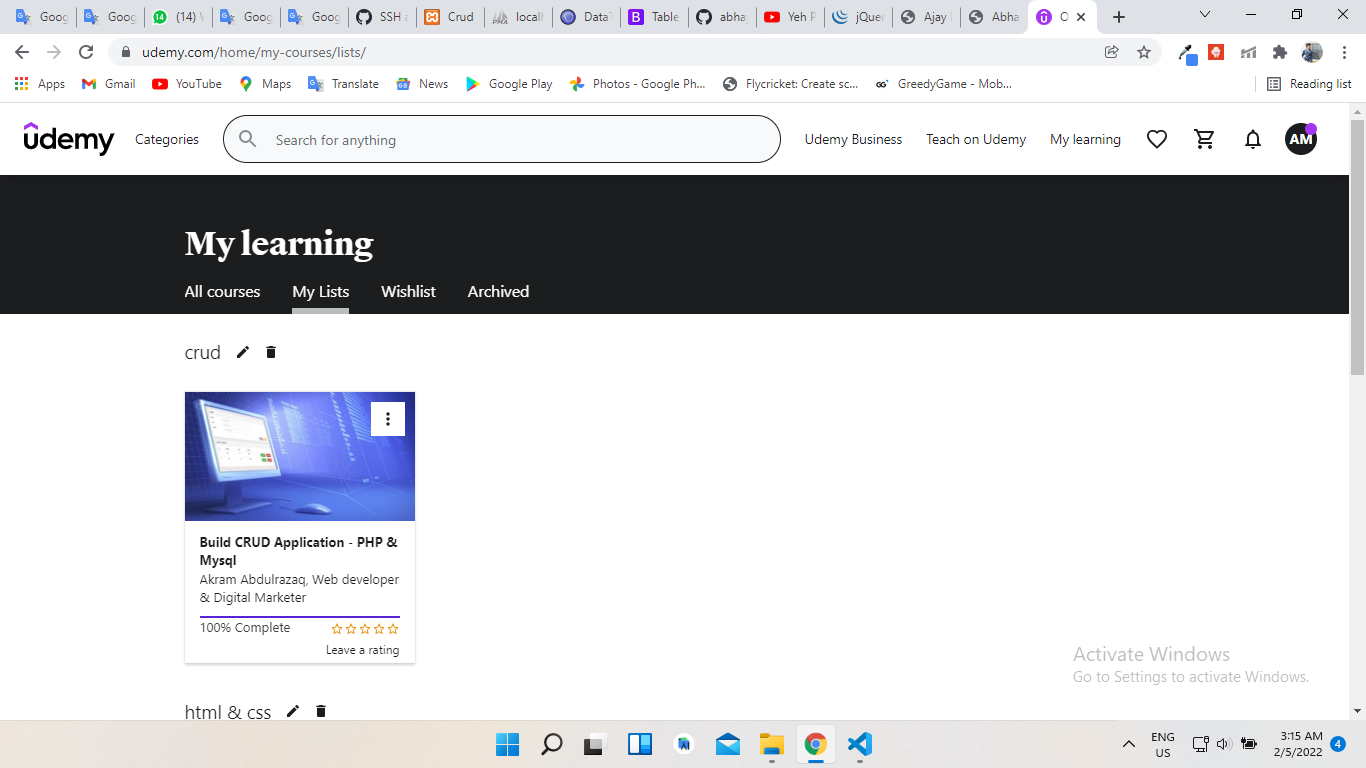 Goog
Goog
(14)
Goog
Goog
SSH a
Crud
locall
DataT
Table
abha
Yeh P
jQuer
Ajay
Abha
O
udemy.com/home/my-courses/lists/
Apps Gmail YouTube Maps Translate News Google Play Photos - Google Ph... Flycricket: Create sc... GreedyGame - Mob... Reading list
udemy Categories Search for anything Udemy Business Teach on Udemy My learning AM
My learning
All courses My Lists Wishlist Archived
crud
Build CRUD Application - PHP &
Mysql
Akram Abdulrazaq, Web developer
& Digital Marketer
100% Complete
Leave a rating
Activate Windows
Go to Settings to activate Windows.
html & css
ENG
US
3:15 AM
2/5/2022
4